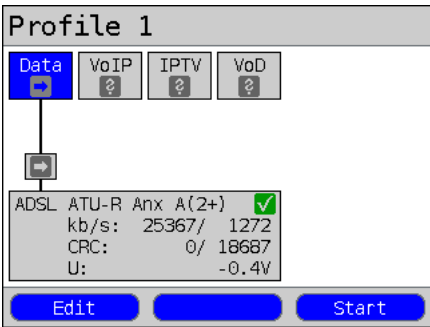 Profile 1
Data VoIP IPTV VoD
? ? ?
ADSL ATU-R Anx A(2+)
kb/s: 25367/ 1272
CRC: 0/ 18687
U: -0.4V
Edit Start